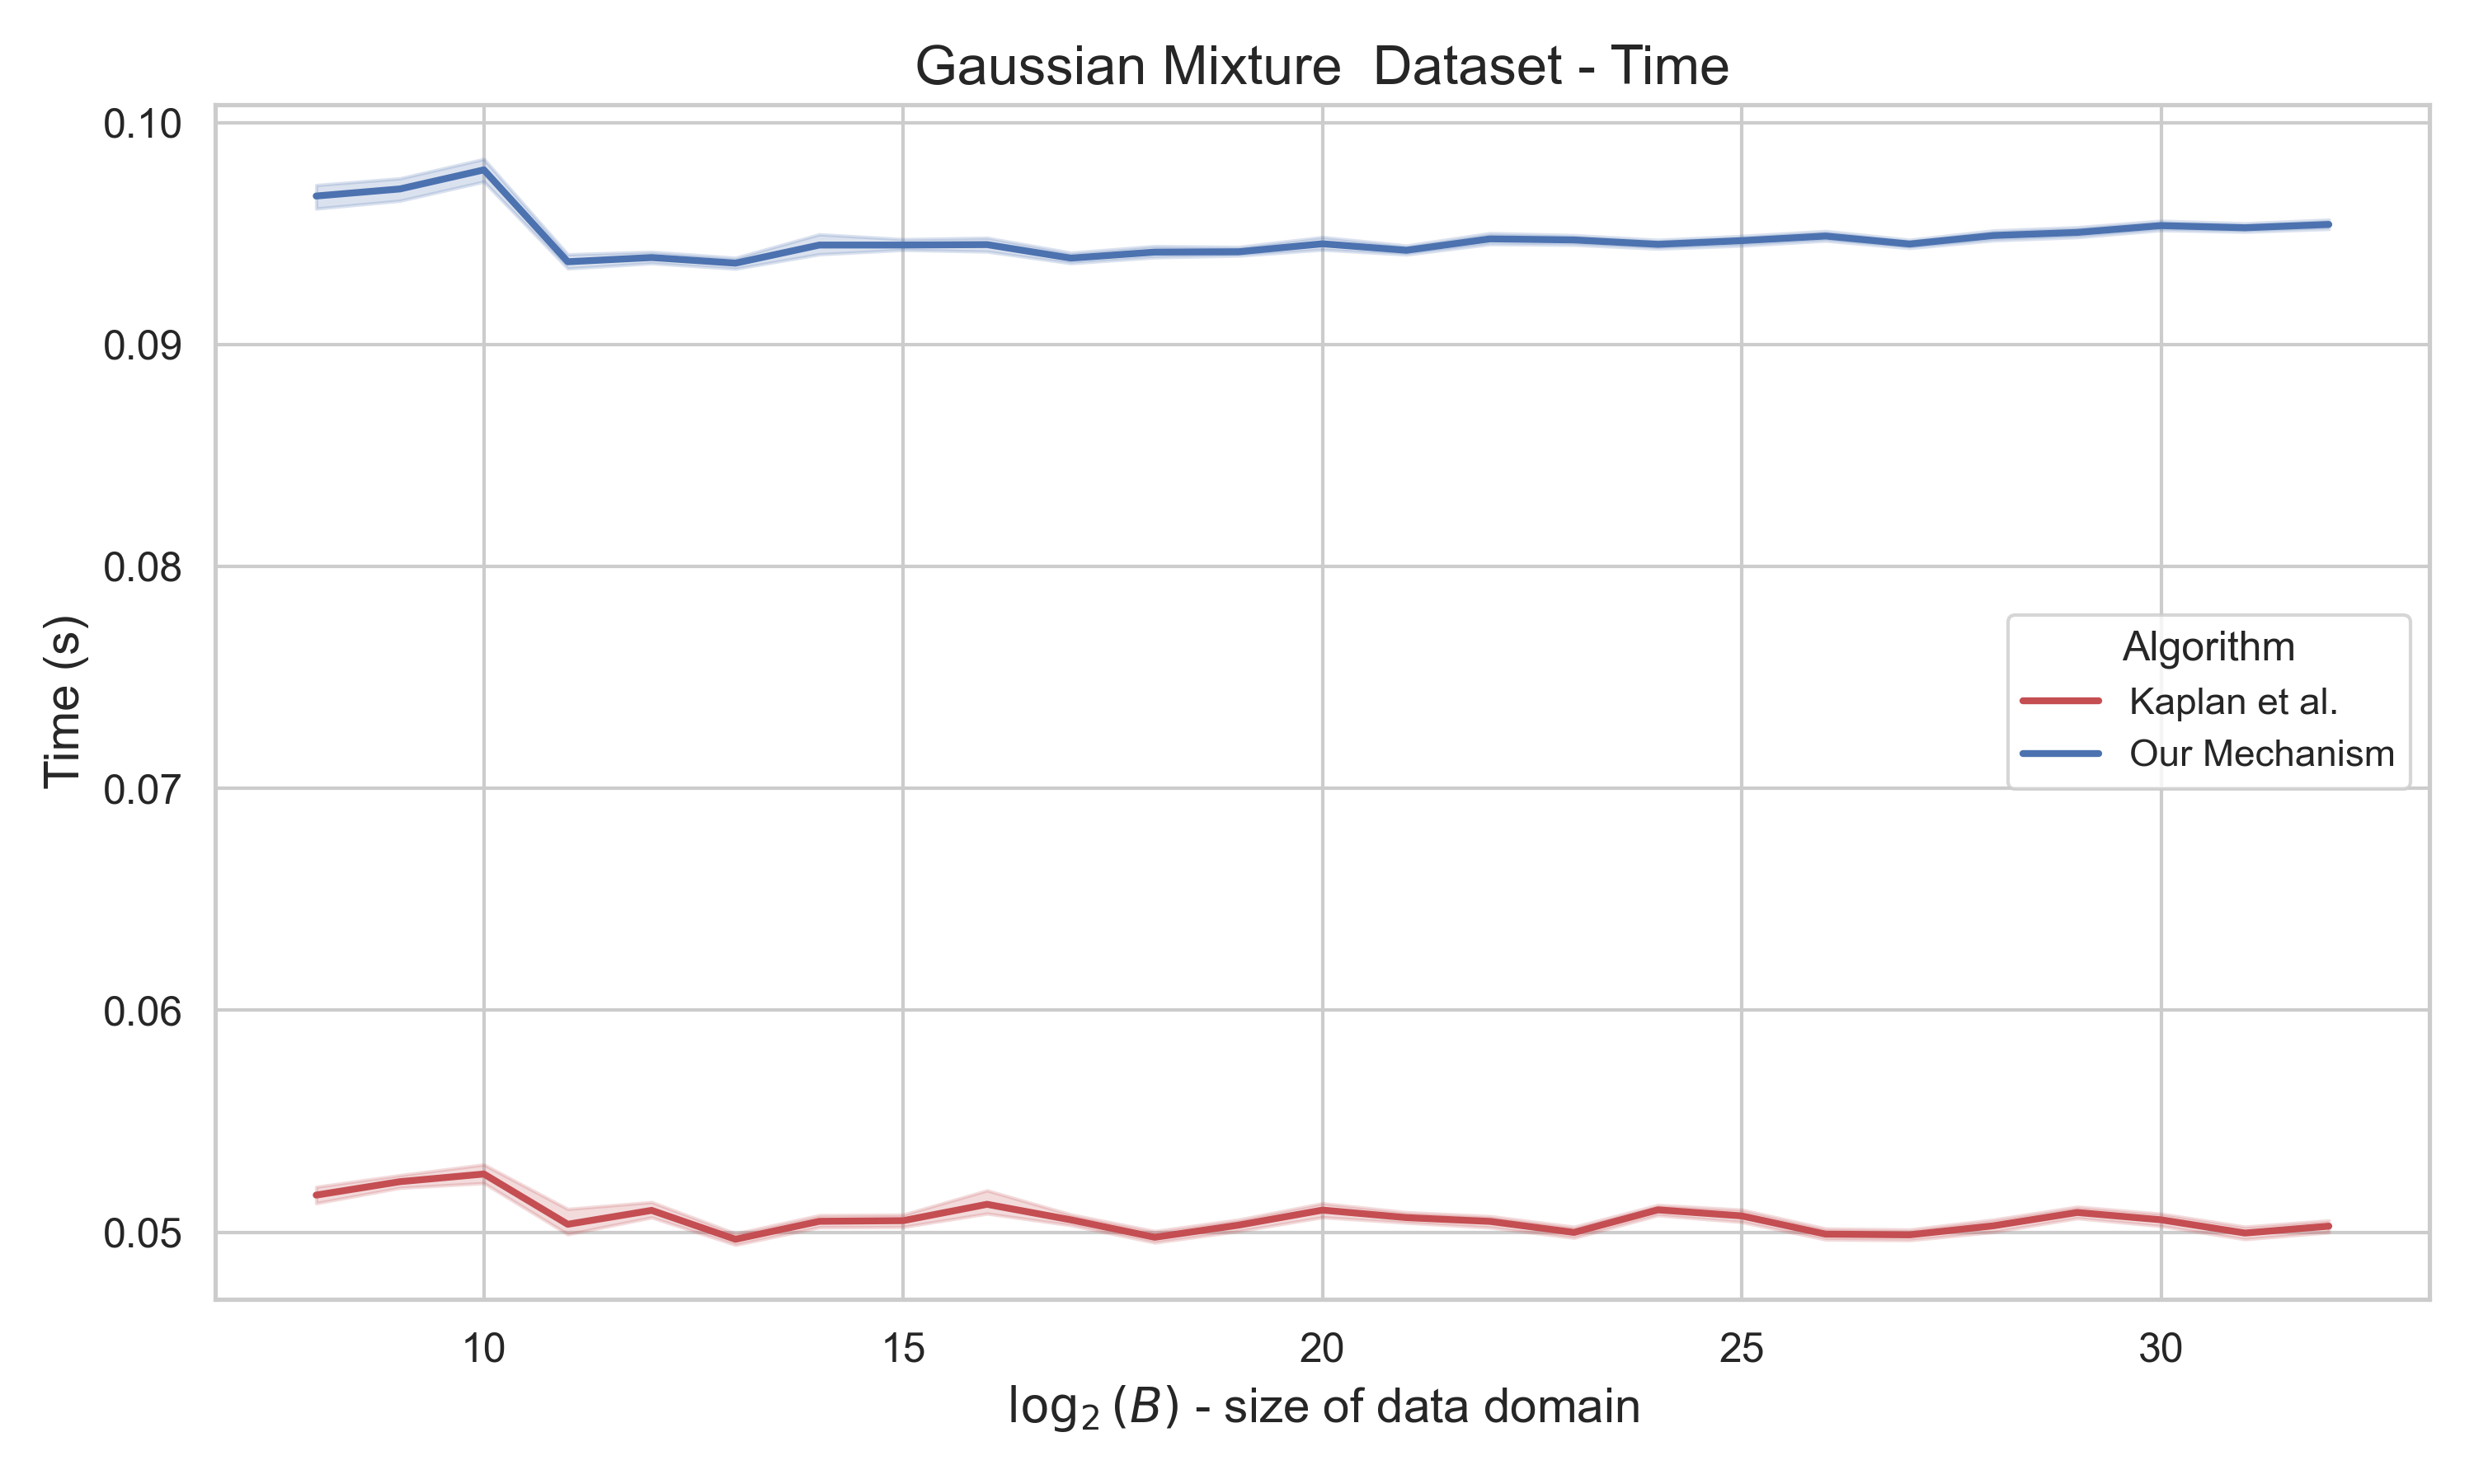 Gaussian Mixture  Dataset - Time
0.10
0.09
0.08
0.07
0.06
0.05
Time (s)
Algorithm
Kaplan et al.
Our Mechanism
10 15 20 25 30
log₂ (B) - size of data domain